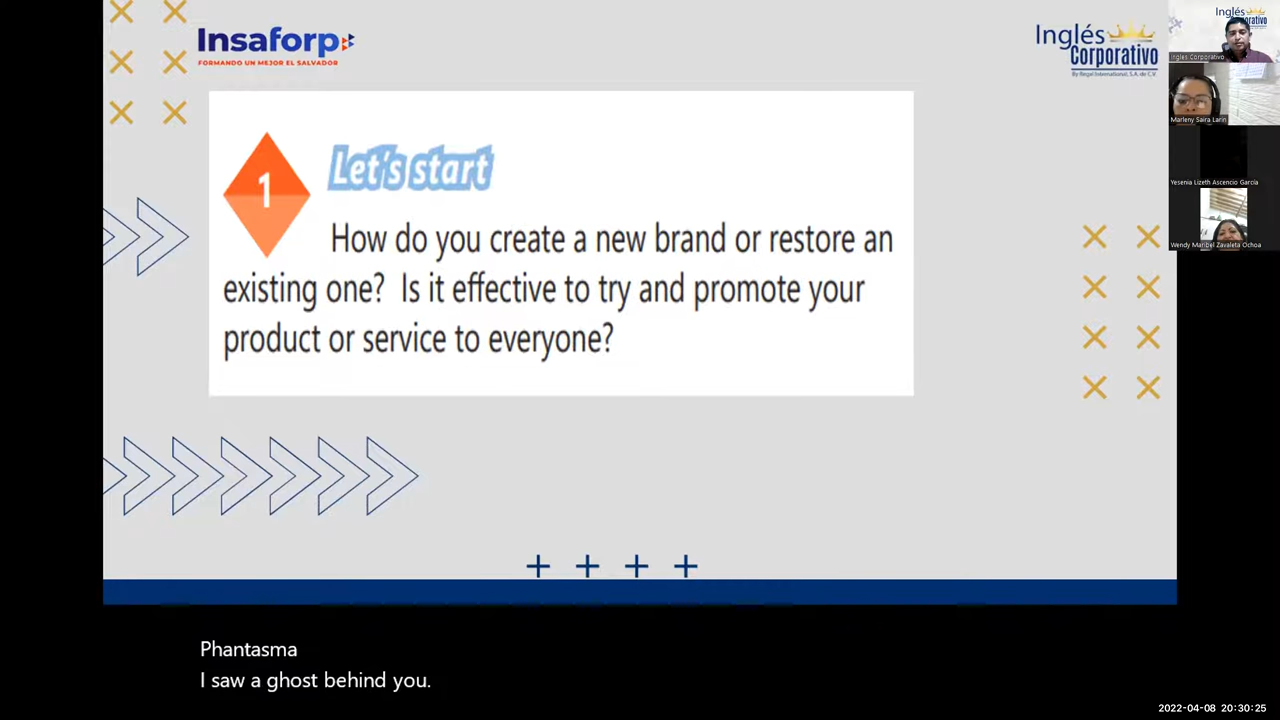 Insaforp
FORMANDO UN MEJOR EL SALVADOR
Inglés
Corporativo
By Regal International, S.A. de C.V.
1
Let's start
How do you create a new brand or restore an
existing one? Is it effective to try and promote your
product or service to everyone?
Inglés
Corporativo
Ingles Corporativo
Marleny Saira Larin
Yesenia Lizeth Ascencio García
Wendy Maribel Zavaleta Ochoa
Phantasma
I saw a ghost behind you.
2022-04-08 20:30:25